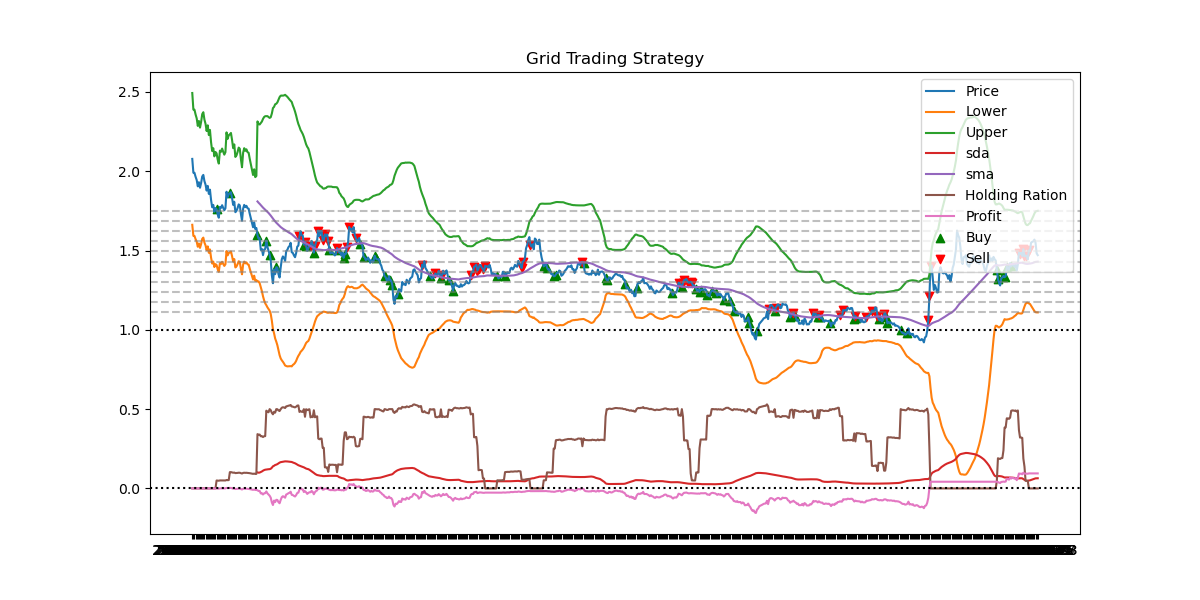 Grid Trading Strategy
2.5
2.0
1.5
1.0
0.5
0.0
Price
Lower
Upper
sda
sma
Holding Ration
Profit
Buy
Sell